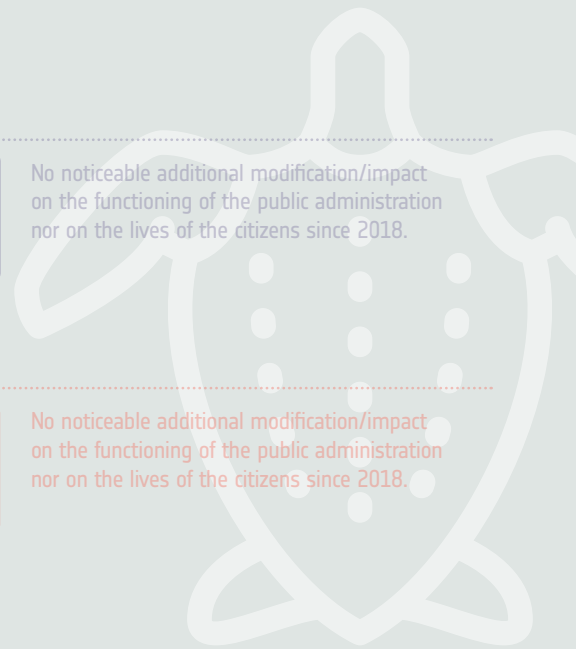 No noticeable additional modification/impact
on the functioning of the public administration
nor on the lives of the citizens since 2018.
No noticeable additional modification/impact
on the functioning of the public administration
nor on the lives of the citizens since 2018.